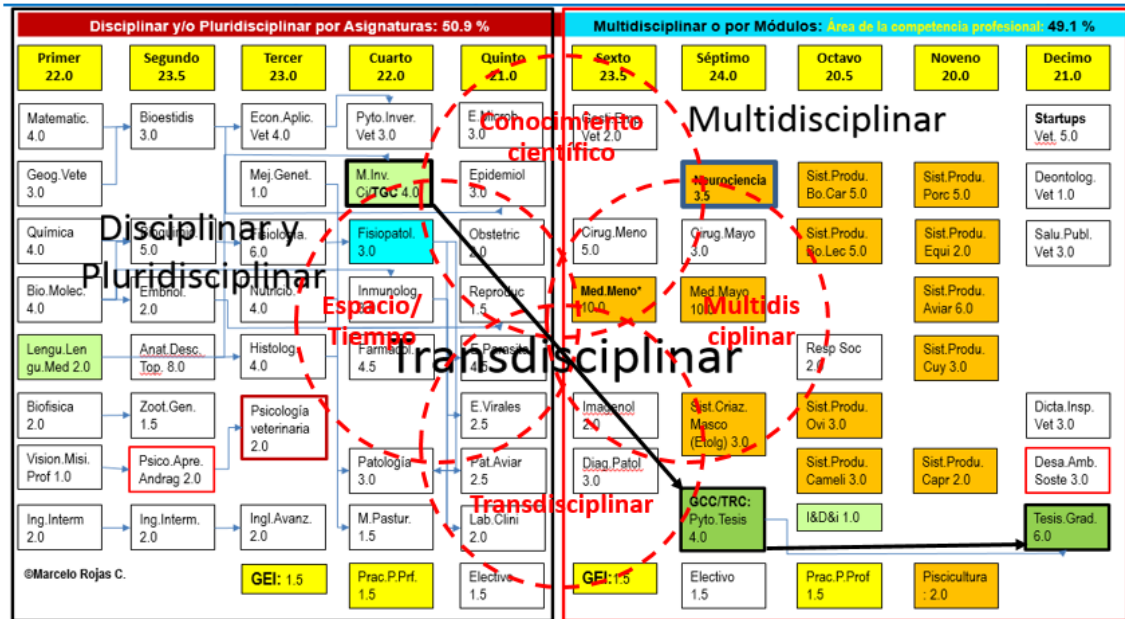 Disciplinar y/o Pluridisciplinar por Asignaturas: 50.9 %
Multidisciplinar o por Módulos: Área de la competencia profesional: 49.1 %
Primer
22.0
Segundo
23.5
Tercer
23.0
Cuarto
22.0
Quinto
21.0
Sexto
23.5
Séptimo
24.0
Octavo
20.5
Noveno
20.0
Decimo
21.0
Matematic.
4.0
Bioestidis
3.0
Econ.Aplic.
Vet 4.0
Pyto.Inver.
Vet 3.0
E.Microb.
3.0
Vet 2.0
Startups
Vet. 5.0
Conocimiento
científico
Multidisciplinar
Geog.Vete
3.0
Mej.Genet.
1.0
M.Inv.
Ci/TGC 4.0
Epidemiol
3.0
Neurociencia
3.5
Sist.Produ.
Bo.Car 5.0
Sist.Produ.
Porc 5.0
Deontolog.
Vet 1.0
Disciplinar y
Pluridisciplinar
Química
4.0
Bioquimic.
5.0
Fisiología.
6.0
Fisiopatol.
3.0
Obstetric
2.0
Cirug.Meno
5.0
Cirug.Mayo
3.0
Sist.Produ.
Bo.Lec 5.0
Sist.Produ.
Equi 2.0
Salu.Publ.
Vet 3.0
Bio.Molec.
4.0
Embriol.
2.0
Nutricio.
4.0
Inmunolog.
Reproduc
1.5
Med.Meno*
10.0
Med.Mayo
10.0
Sist.Produ.
Aviar 6.0
Espacio/
Tiempo
Multidis
ciplinar
Transdisciplinar
Lengu.Len
gu.Med 2.0
Anat.Desc.
Top. 8.0
Histolog.
4.0
Farmacol.
4.5
E.Parasita
4.5
Resp Soc
2.0
Sist.Produ.
Cuy 3.0
Biofisica
2.0
Zoot.Gen.
1.5
Psicología
veterinaria
2.0
E.Virales
2.5
Imagenol
2.0
Sist.Criaz.
Masco
(Etolg) 3.0
Sist.Produ.
Ovi 3.0
Dicta.Insp.
Vet 3.0
Vision.Misi.
Prof 1.0
Psico.Apre.
Andrag 2.0
Patología
3.0
Pat.Aviar
2.5
Diag.Patol
3.0
Sist.Produ.
Cameli 3.0
Sist.Produ.
Capr 2.0
Desa.Amb.
Soste 3.0
Transdisciplinar
Ing.Interm
2.0
Ing.Interm.
2.0
Ingl.Avanz.
2.0
M.Pastur.
1.5
Lab.Clini
2.0
GCC/TRC:
Pyto.Tesis
4.0
I&D&i 1.0
Tesis.Grad.
6.0
©Marcelo Rojas C.
GEI: 1.5
Prac.P.Prf.
1.5
Electivo
1.5
GEI:1.5
Electivo
1.5
Prac.P.Prof
1.5
Piscicultura
: 2.0